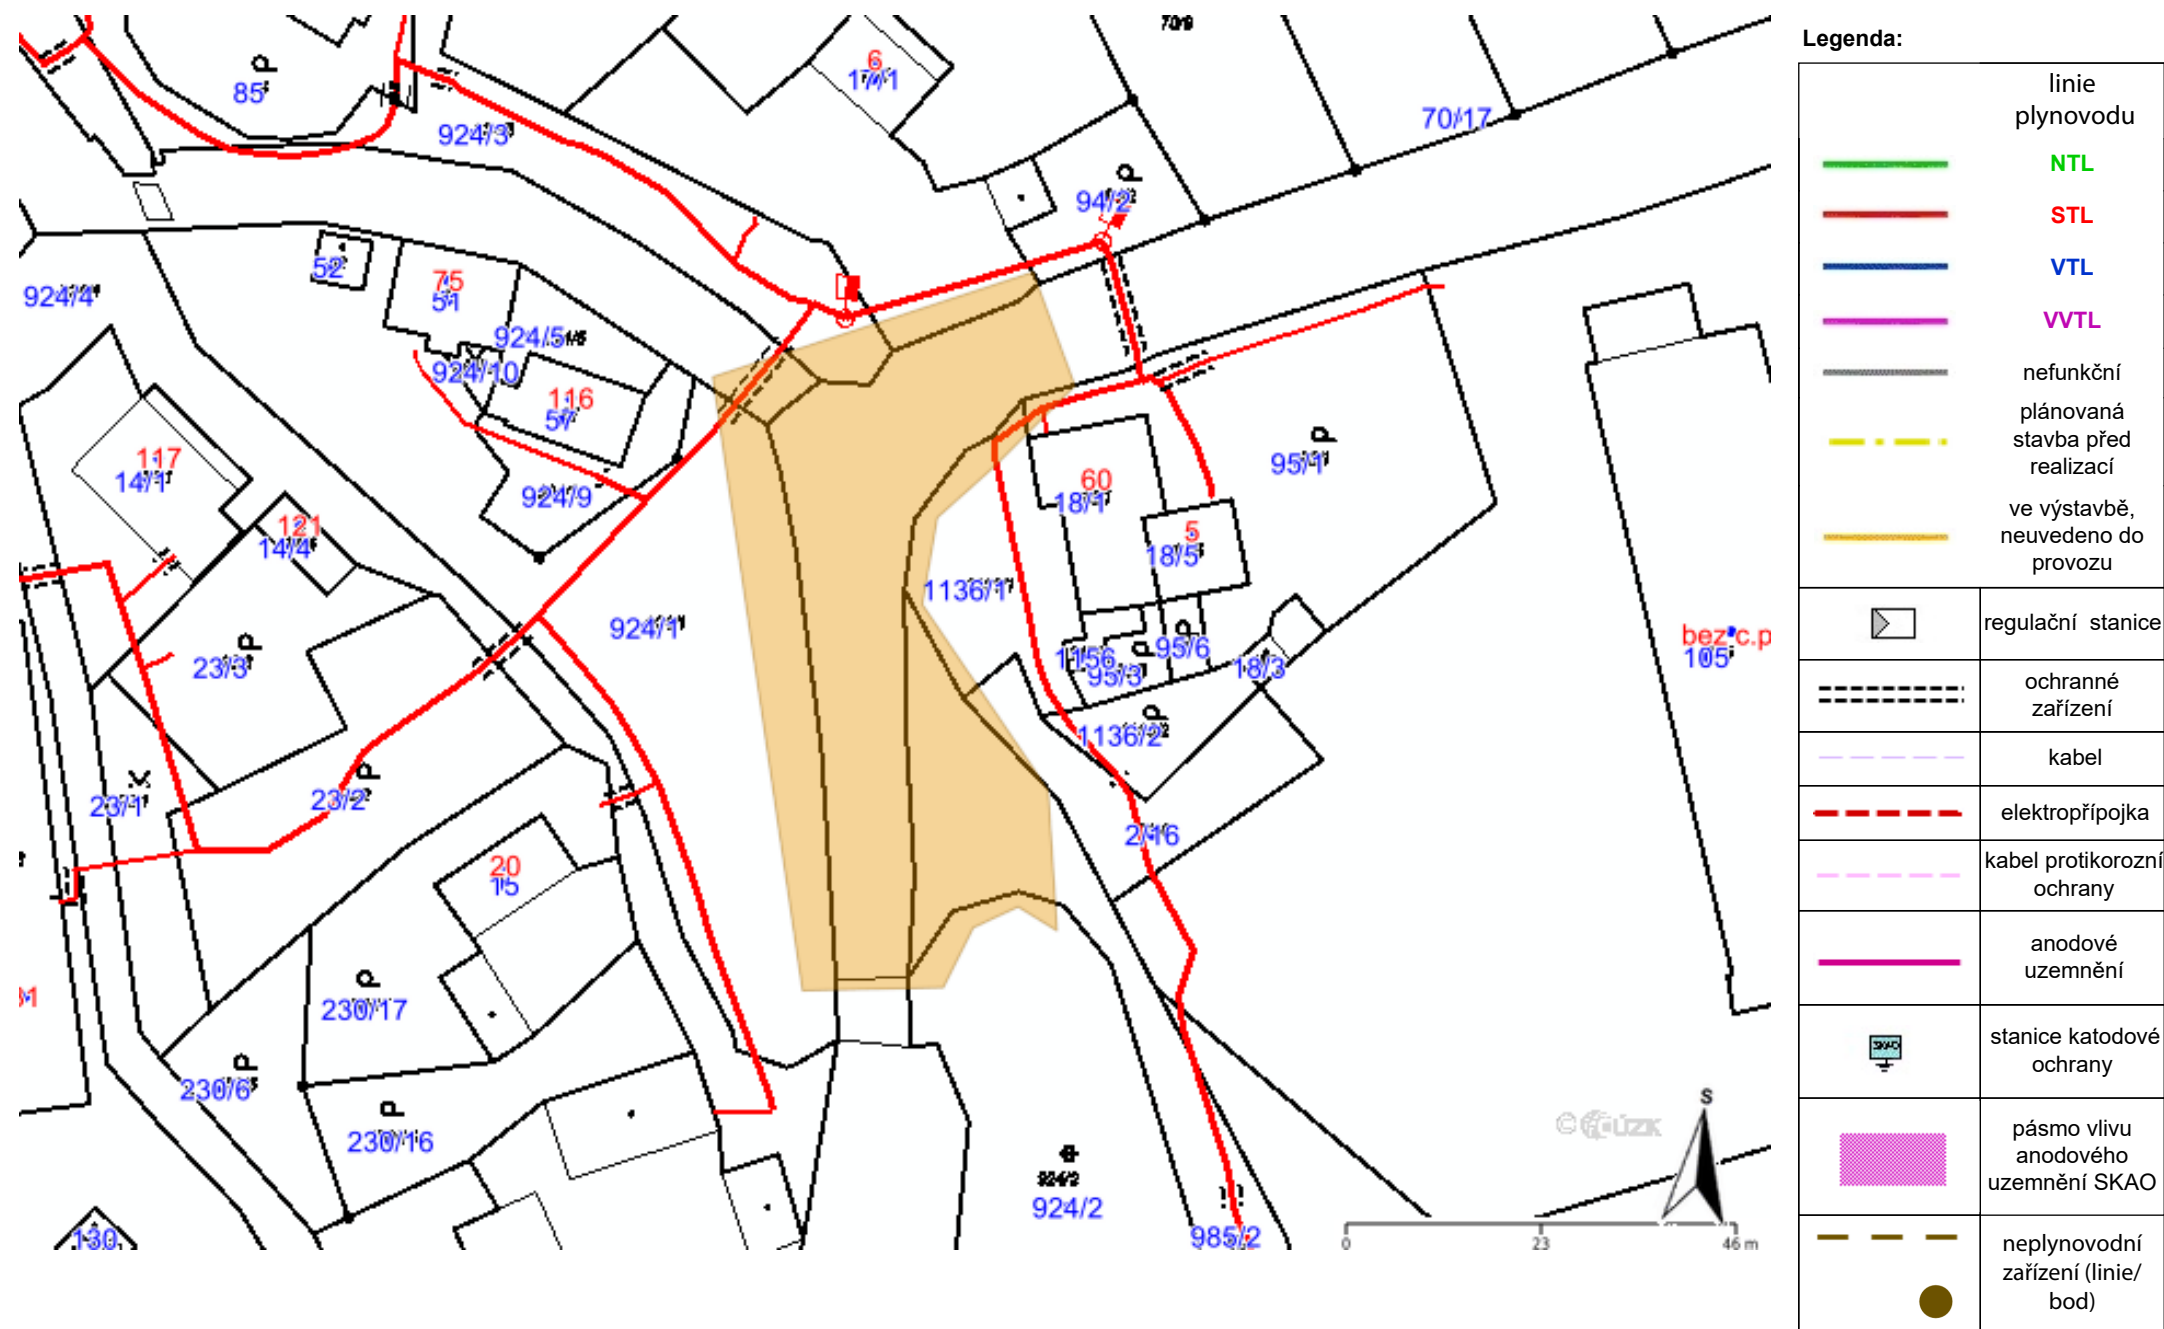 70/9
6
17/1
85
924/3
70/17
94/2
52
75
51
924/4
924/5
924/10
116
57
117
14/1
924/9
60
18/1
95/1
121
14/4
5
18/5
1136/1
924/1
23/3
1156
95/3
95/6
18/3
bez č.p
105
1136/2
23/1
23/2
2/16
20
15
230/17
230/6
230/16
924/2
924/2
985/2
130
S
0
23
46 m
Legenda:
linie
plynovodu
NTL
STL
VTL
VVTL
nefunkční
plánovaná
stavba před
realizací
ve výstavbě,
neuvedeno do
provozu
regulační stanice
ochranné
zařízení
kabel
elektropřípojka
kabel protikorozní
ochrany
anodové
uzemnění
SKAO
stanice katodové
ochrany
pásmo vlivu
anodového
uzemnění SKAO
neplynovodní
zařízení (linie/
bod)